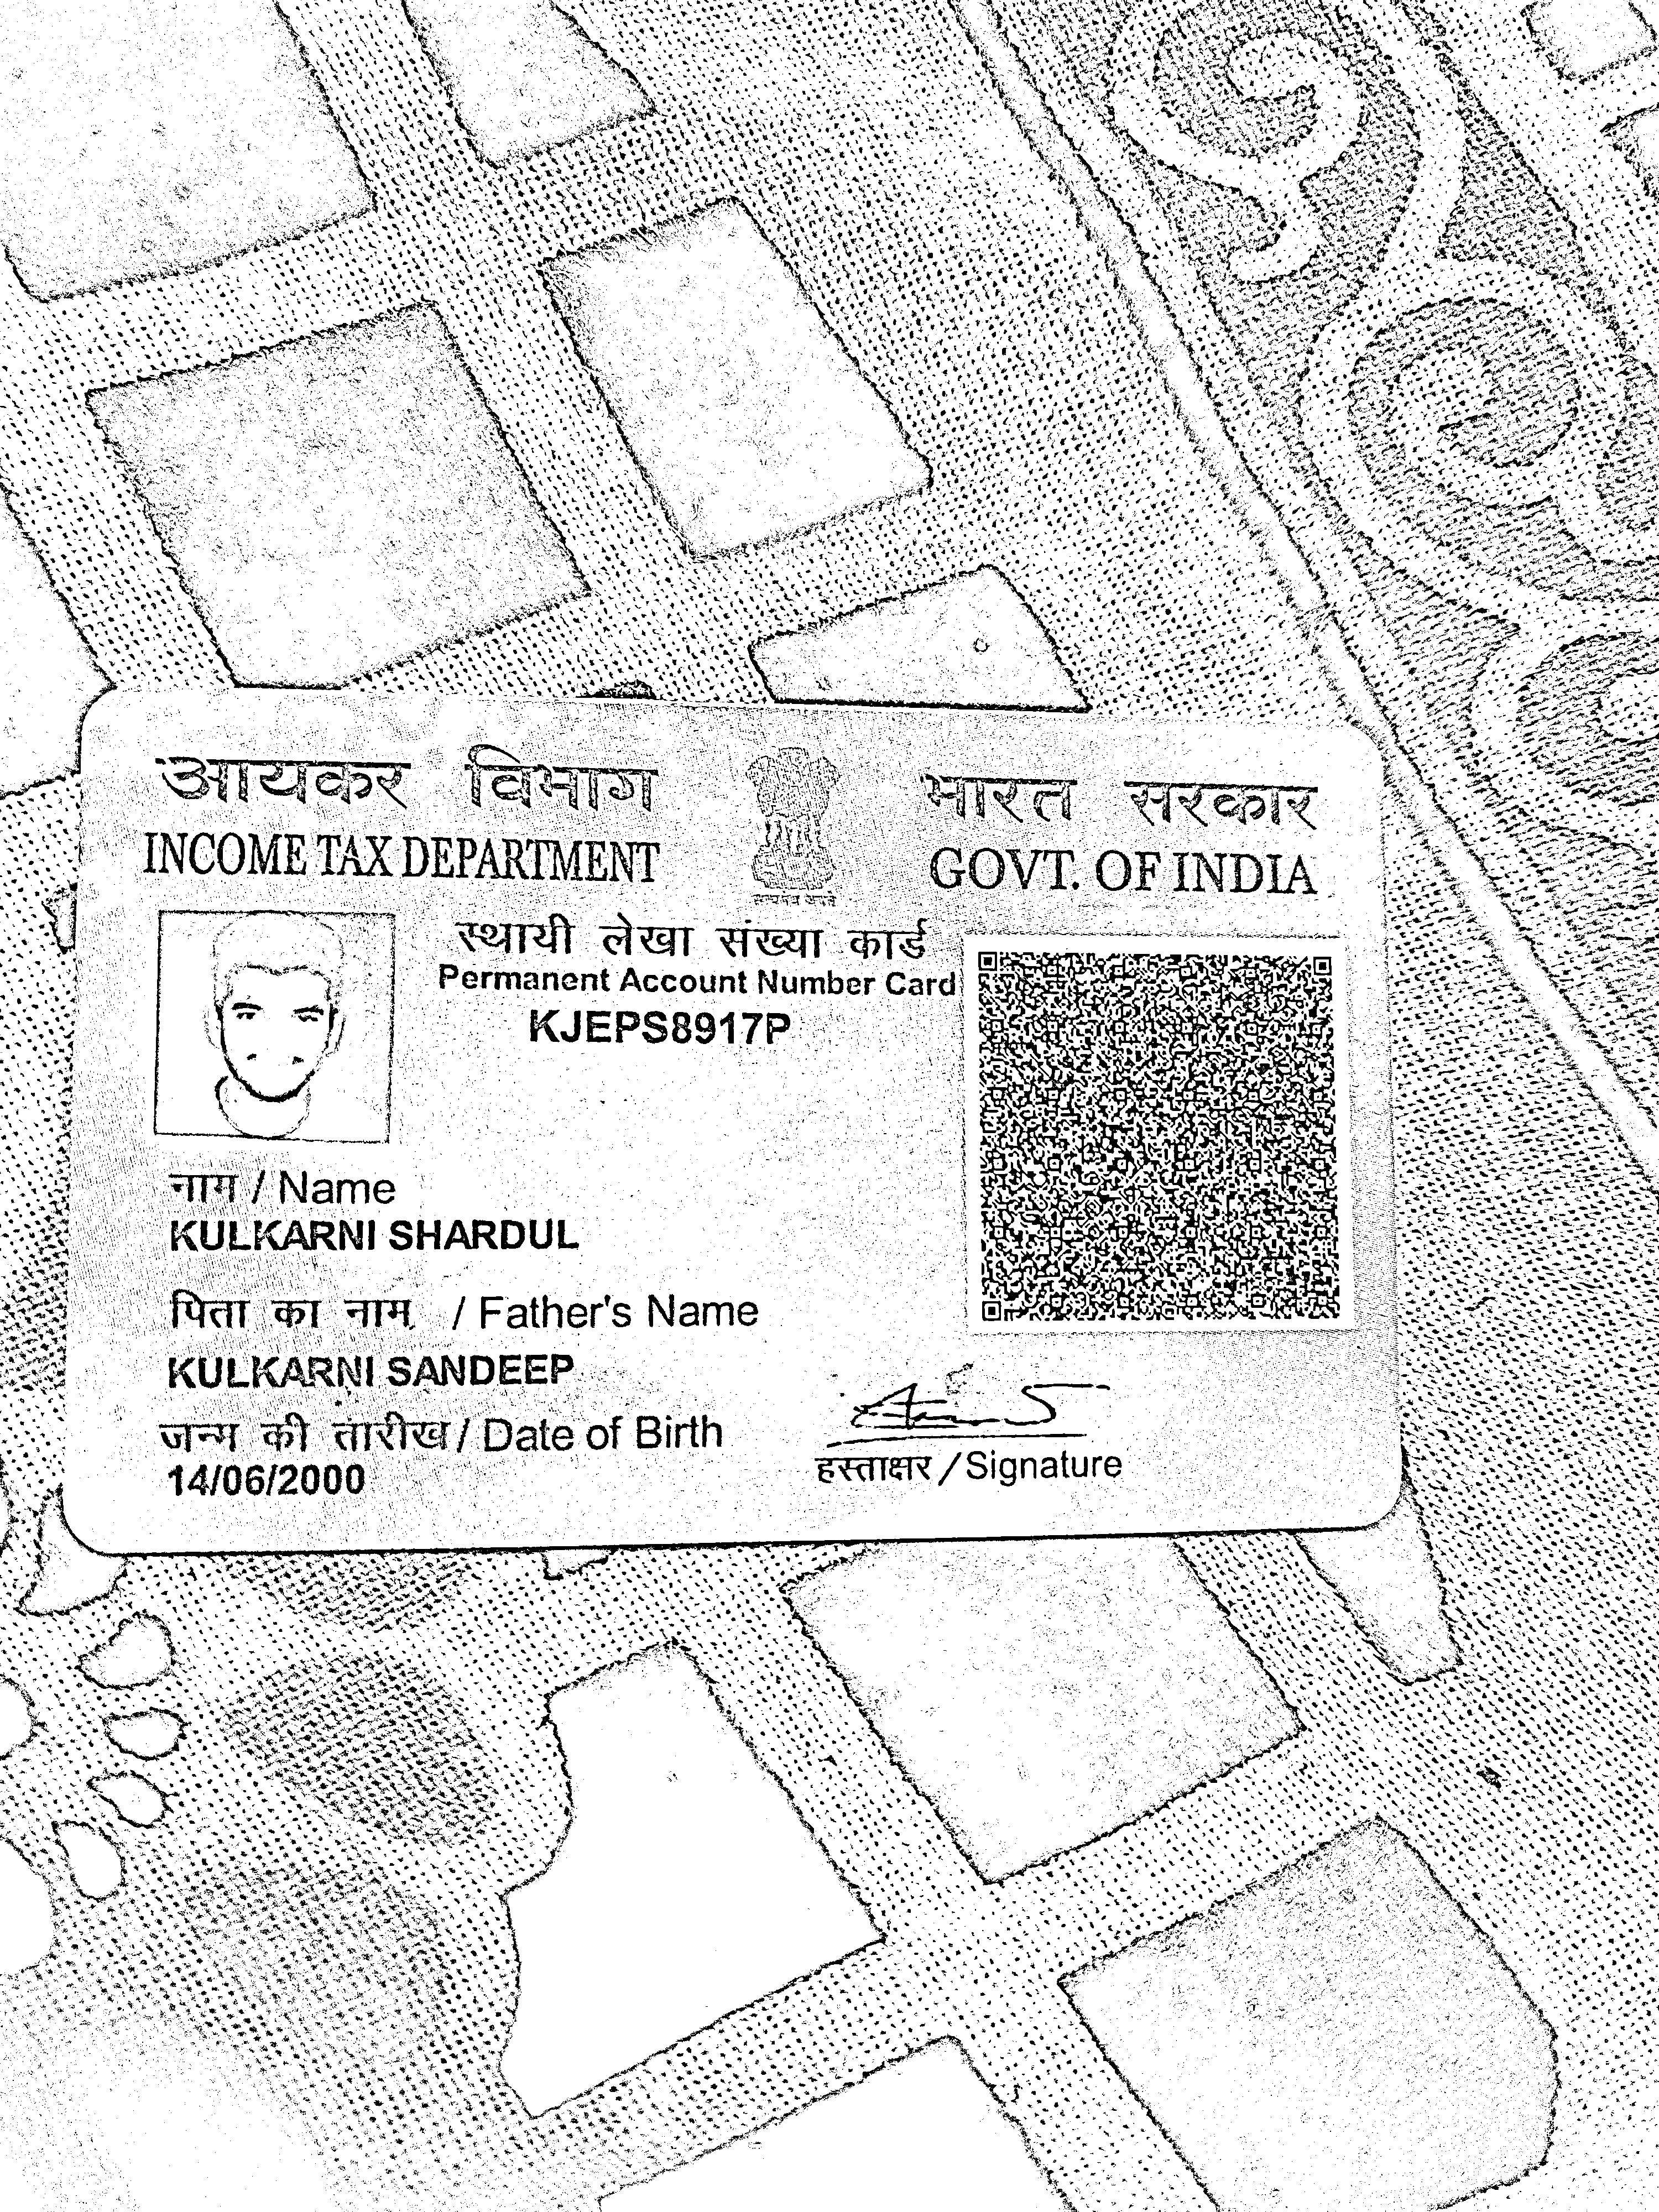 आयकर विभाग
INCOME TAX DEPARTMENT
भारत सरकार
GOVT. OF INDIA
सत्यमेव जयते
स्थायी लेखा संख्या कार्ड
Permanent Account Number Card
KJEPS8917P
नाम / Name
KULKARNI SHARDUL
पिता का नाम / Father's Name
KULKARNI SANDEEP
जन्म की तारीख / Date of Birth
14/06/2000
हस्ताक्षर / Signature